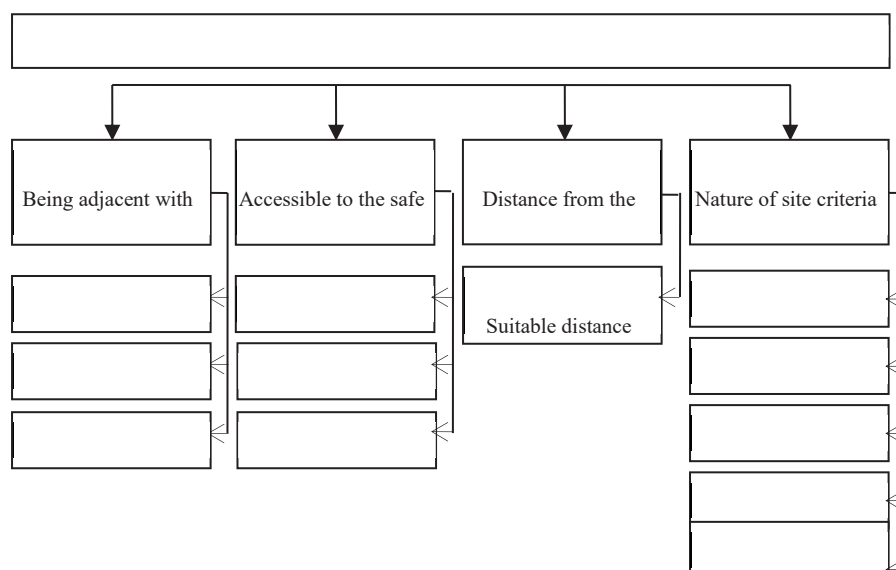 Being adjacent with
Accessible to the safe
Distance from the
Nature of site criteria
Suitable distance